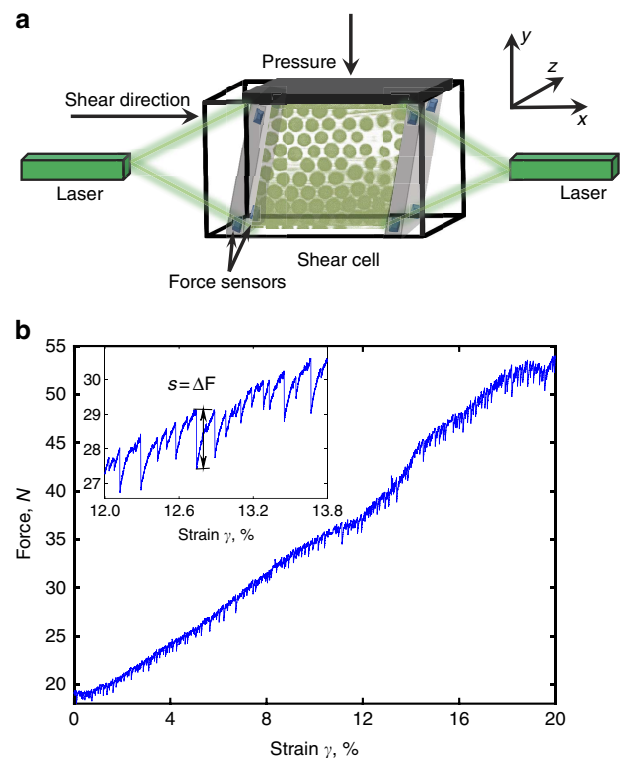 a
Pressure
Shear direction
y
z
x
Laser
Laser
Shear cell
Force sensors
b
55
50
45
40
35
30
25
20
Force, N
30
29
28
27
s = ΔF
12.0 12.6 13.2 13.8
Strain γ, %
0 4 8 12 16 20
Strain γ, %